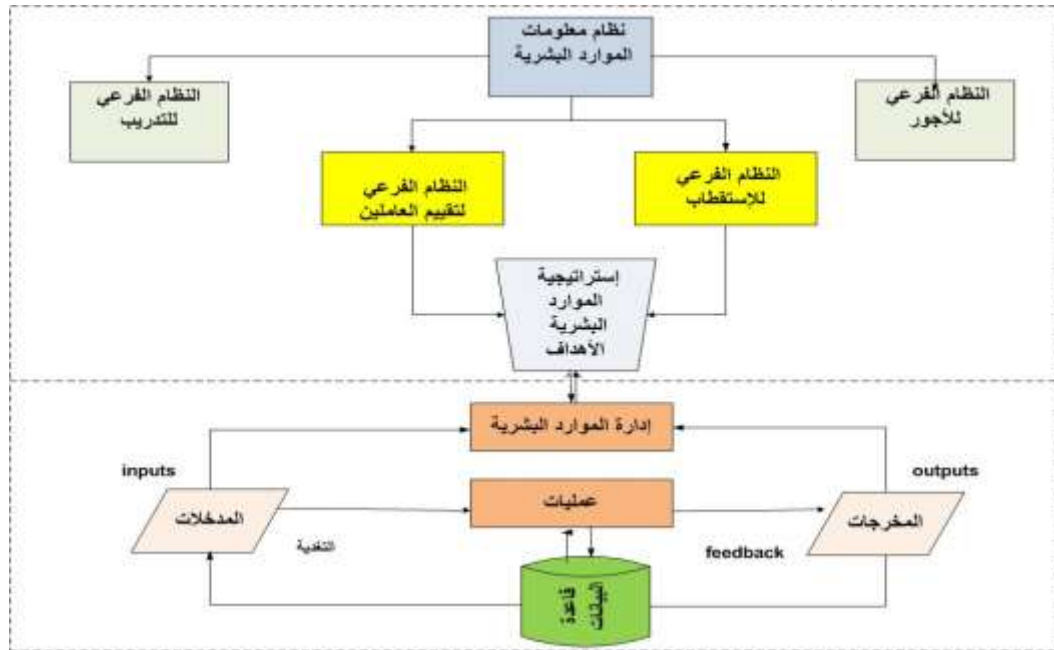 نظام معلومات
الموارد البشرية
النظام الفرعي
للأجور
النظام الفرعي
للتدريب
النظام الفرعي
للإستقطاب
النظام الفرعي
لتقييم العاملين
إستراتيجية
الموارد
البشرية
الأهداف
إدارة الموارد البشرية
inputs
outputs
عمليات
المدخلات
المخرجات
التغدية
feedback
قاعدة
البيانات